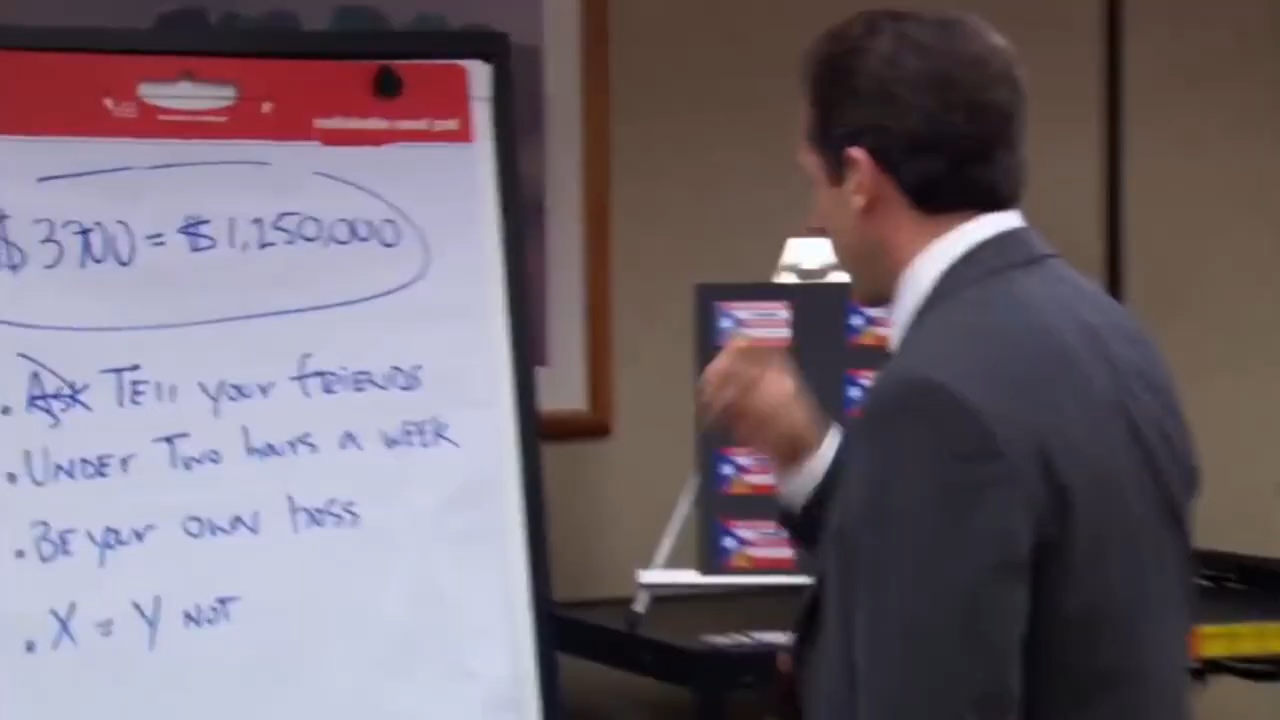 $3700 = $1,250,000
. Ask TEll your friends
. UNDER Two hours a WEEK
. BE your own boss
. X = Y NOT